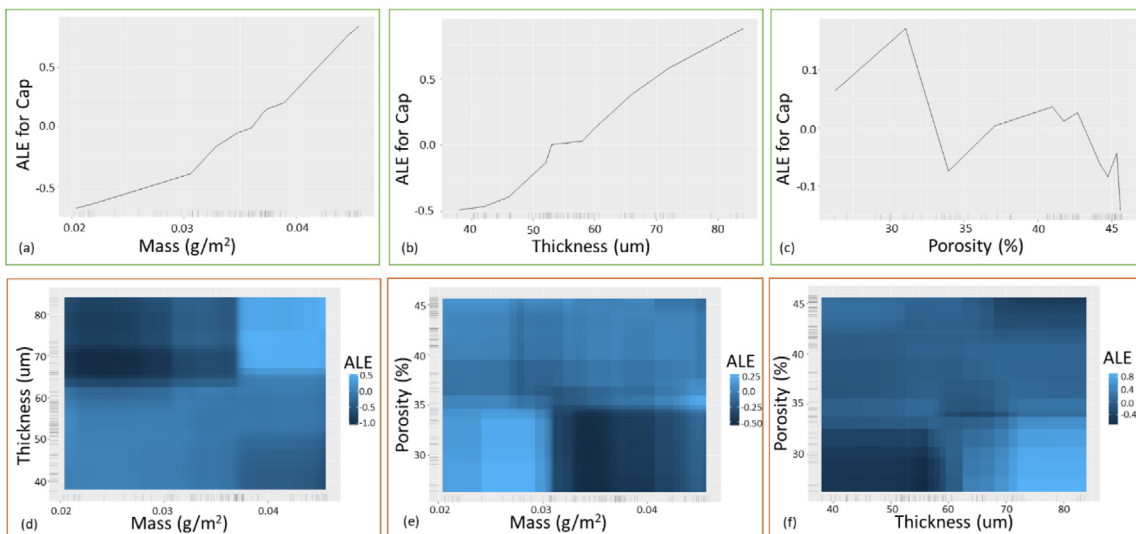 ALE for Cap
0.5
0.0
-0.5
0.02
0.03
0.04
(a)
Mass (g/m²)
ALE for Cap
0.5
0.0
-0.5
40
50
60
70
80
(b)
Thickness (um)
ALE for Cap
0.1
0.0
-0.1
30
35
40
45
(c)
Porosity (%)
Thickness (um)
80
70
60
50
40
0.02
0.03
0.04
(d)
Mass (g/m²)
ALE
0.5
0.0
-0.5
-1.0
Porosity (%)
45
40
35
30
0.02
0.03
0.04
(e)
Mass (g/m²)
ALE
0.25
0.00
-0.25
-0.50
Porosity (%)
45
40
35
30
40
50
60
70
80
(f)
Thickness (um)
ALE
0.8
0.4
0.0
-0.4